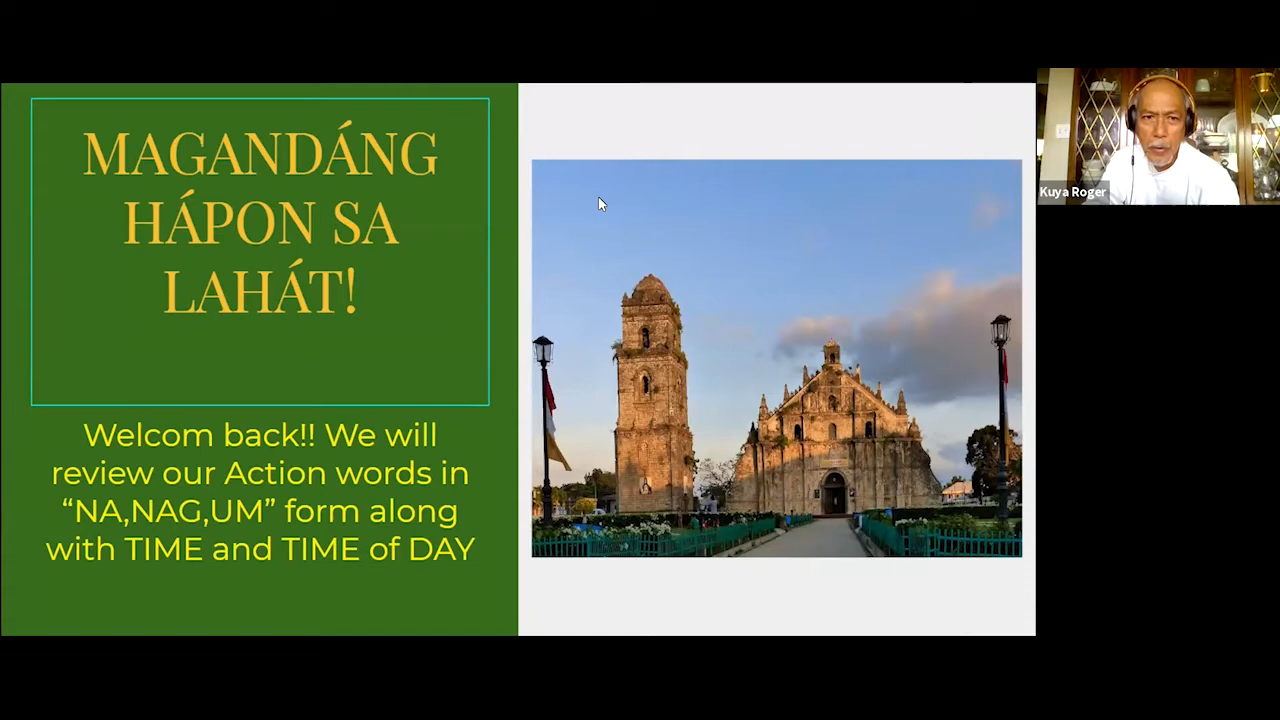 MAGANDÁNG
HÁPON SA
LAHÁT!
Welcom back!! We will
review our Action words in
“NA,NAG,UM” form along
with TIME and TIME of DAY
Kuya Roger